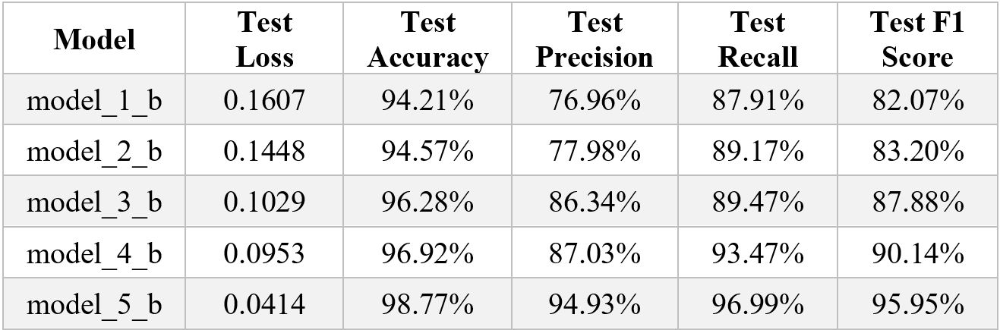 Model Test Loss Test Accuracy Test Precision Test Recall Test F1 Score
model_1_b 0.1607 94.21% 76.96% 87.91% 82.07%
model_2_b 0.1448 94.57% 77.98% 89.17% 83.20%
model_3_b 0.1029 96.28% 86.34% 89.47% 87.88%
model_4_b 0.0953 96.92% 87.03% 93.47% 90.14%
model_5_b 0.0414 98.77% 94.93% 96.99% 95.95%